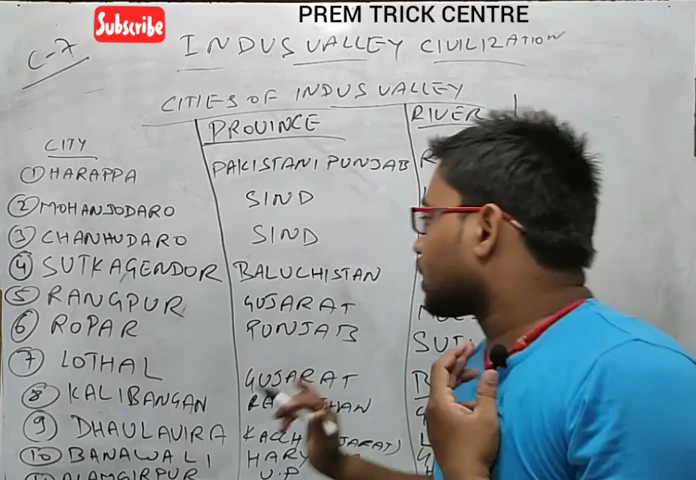 Subscribe
PREM TRICK CENTRE
C-7
INDUS VALLEY CIVILIZATION
CITIES OF INDUS VALLEY
CITY PROVINCE RIVER
① HARAPPA PAKISTANI PUNJAB R
② MOHANJODARO SIND
③ CHANHUDARO SIND
④ SUTKAGENDOR BALUCHISTAN
⑤ RANGPUR GUJARAT
⑥ ROPAR PUNJAB SUT
⑦ LOTHAL GUJARAT B
⑧ KALIBANGAN
⑨ DHAULAVIRA
⑩ BANAWALI
ALAMGIRPUR U.P